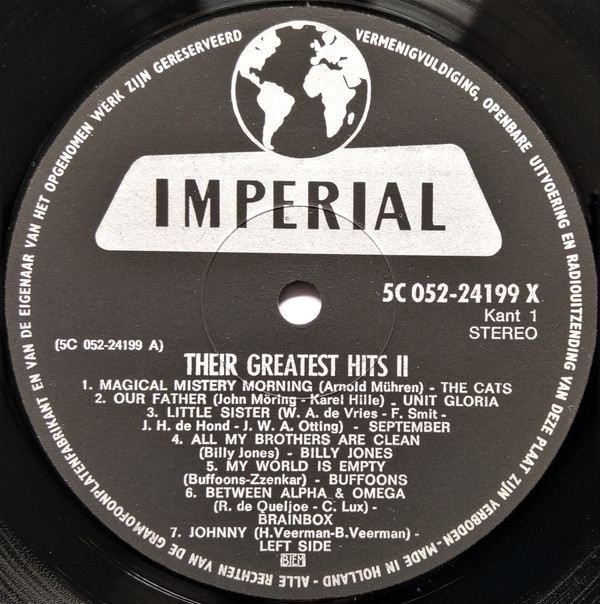 ALLE RECHTEN VAN DE GRAMOFOONPLATENFABRIKANT EN VAN DE EIGENAAR VAN HET OPGENOMEN WERK ZIJN GERESERVEERD
VERMENIGVULDIGING, OPENBARE UITVOERING EN RADIOUITZENDING VAN DEZE PLAAT ZIJN VERBODEN - MADE IN HOLLAND -
IMPERIAL
5C 052-24199 X
Kant 1
STEREO
(5C 052-24199 A)
THEIR GREATEST HITS II
1. MAGICAL MISTERY MORNING (Arnold Mühren) - THE CATS
2. OUR FATHER (John Möring - Karel Hille) - UNIT GLORIA
3. LITTLE SISTER (W. A. de Vries - F. Smit -
J. H. de Hond - J. W. A. Otting) - SEPTEMBER
4. ALL MY BROTHERS ARE CLEAN
(Billy Jones) - BILLY JONES
5. MY WORLD IS EMPTY
(Buffoons-Zzenkar) - BUFFOONS
6. BETWEEN ALPHA & OMEGA
(R. de Queljoe - C. Lux) -
BRAINBOX
7. JOHNNY (H.Veerman-B.Veerman) -
LEFT SIDE
BIEM